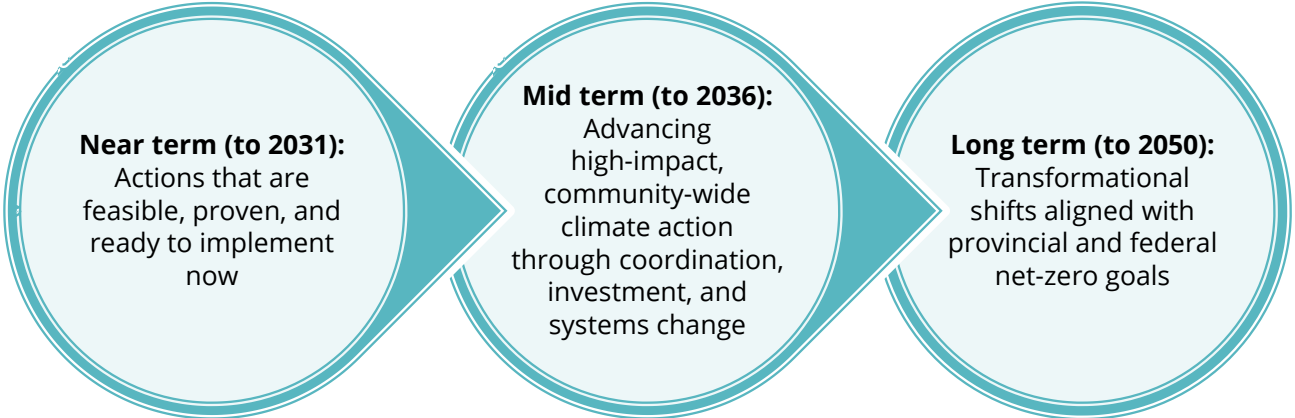 Near term (to 2031):
Actions that are
feasible, proven, and
ready to implement
now
Mid term (to 2036):
Advancing
high-impact,
community-wide
climate action
through coordination,
investment, and
systems change
Long term (to 2050):
Transformational
shifts aligned with
provincial and federal
net-zero goals